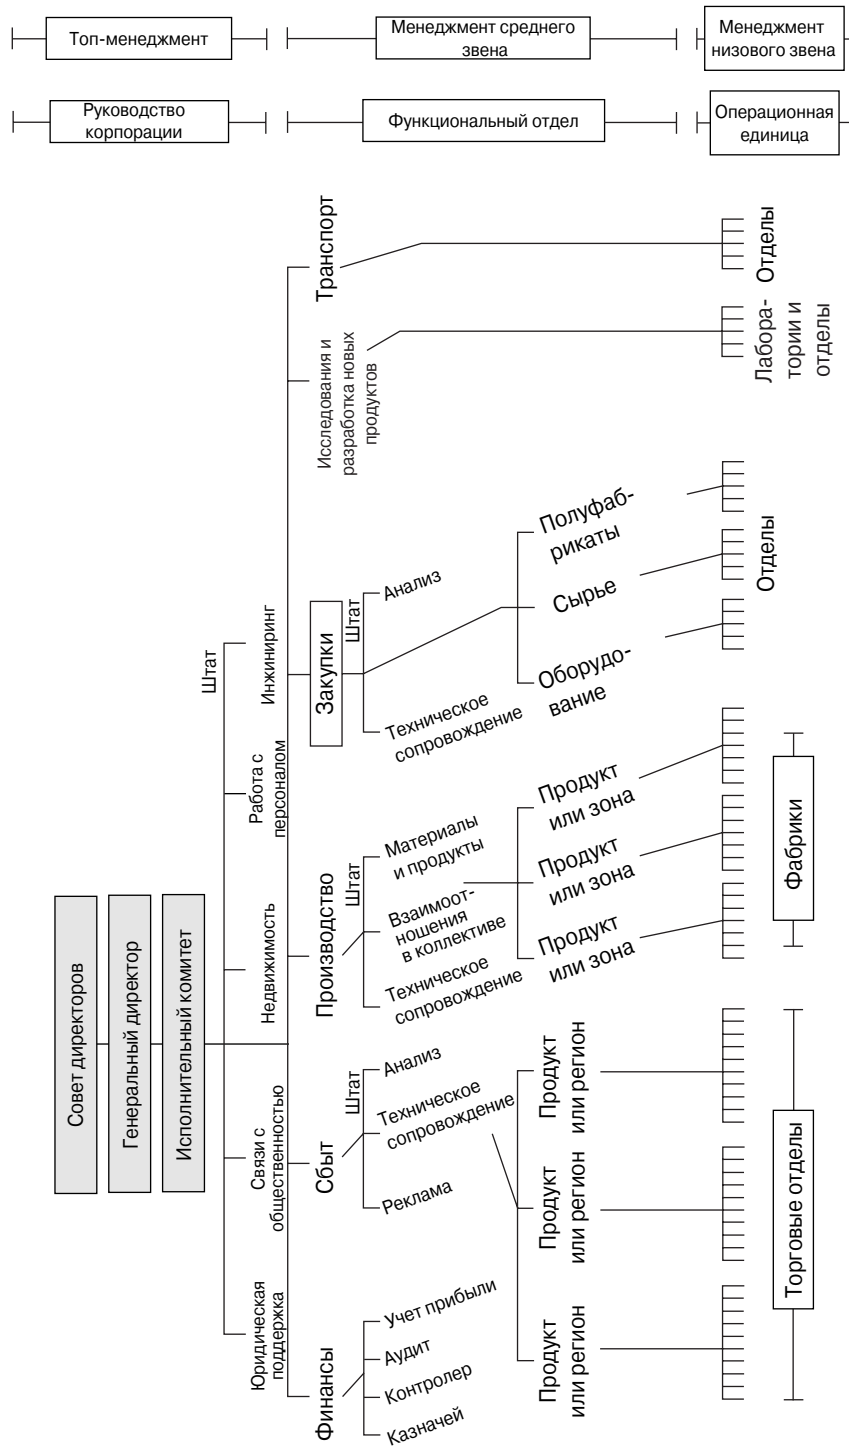 Топ-менеджмент
Менеджмент среднего
звена
Менеджмент
низового звена
Руководство
корпорации
Функциональный отдел
Операционная
единица
Совет директоров
Генеральный директор
Исполнительный комитет
Штат
Юридическая
поддержка
Связи с
общественностью
Недвижимость
Работа с
персоналом
Инжиниринг
Транспорт
Отделы
Исследования и
разработка новых
продуктов
Лабора-
тории и
отделы
Закупки
Штат
Анализ
Техническое
сопровождение
Полуфаб-
рикаты
Сырье
Оборудо-
вание
Отделы
Производство
Штат
Материалы
и продукты
Взаимоот-
ношения
в коллективе
Техническое
сопровождение
Продукт
или зона
Продукт
или зона
Продукт
или зона
Фабрики
Сбыт
Штат
Анализ
Техническое
сопровождение
Реклама
Продукт
или регион
Продукт
или регион
Продукт
или регион
Торговые отделы
Финансы
Учет прибыли
Аудит
Контролер
Казначей